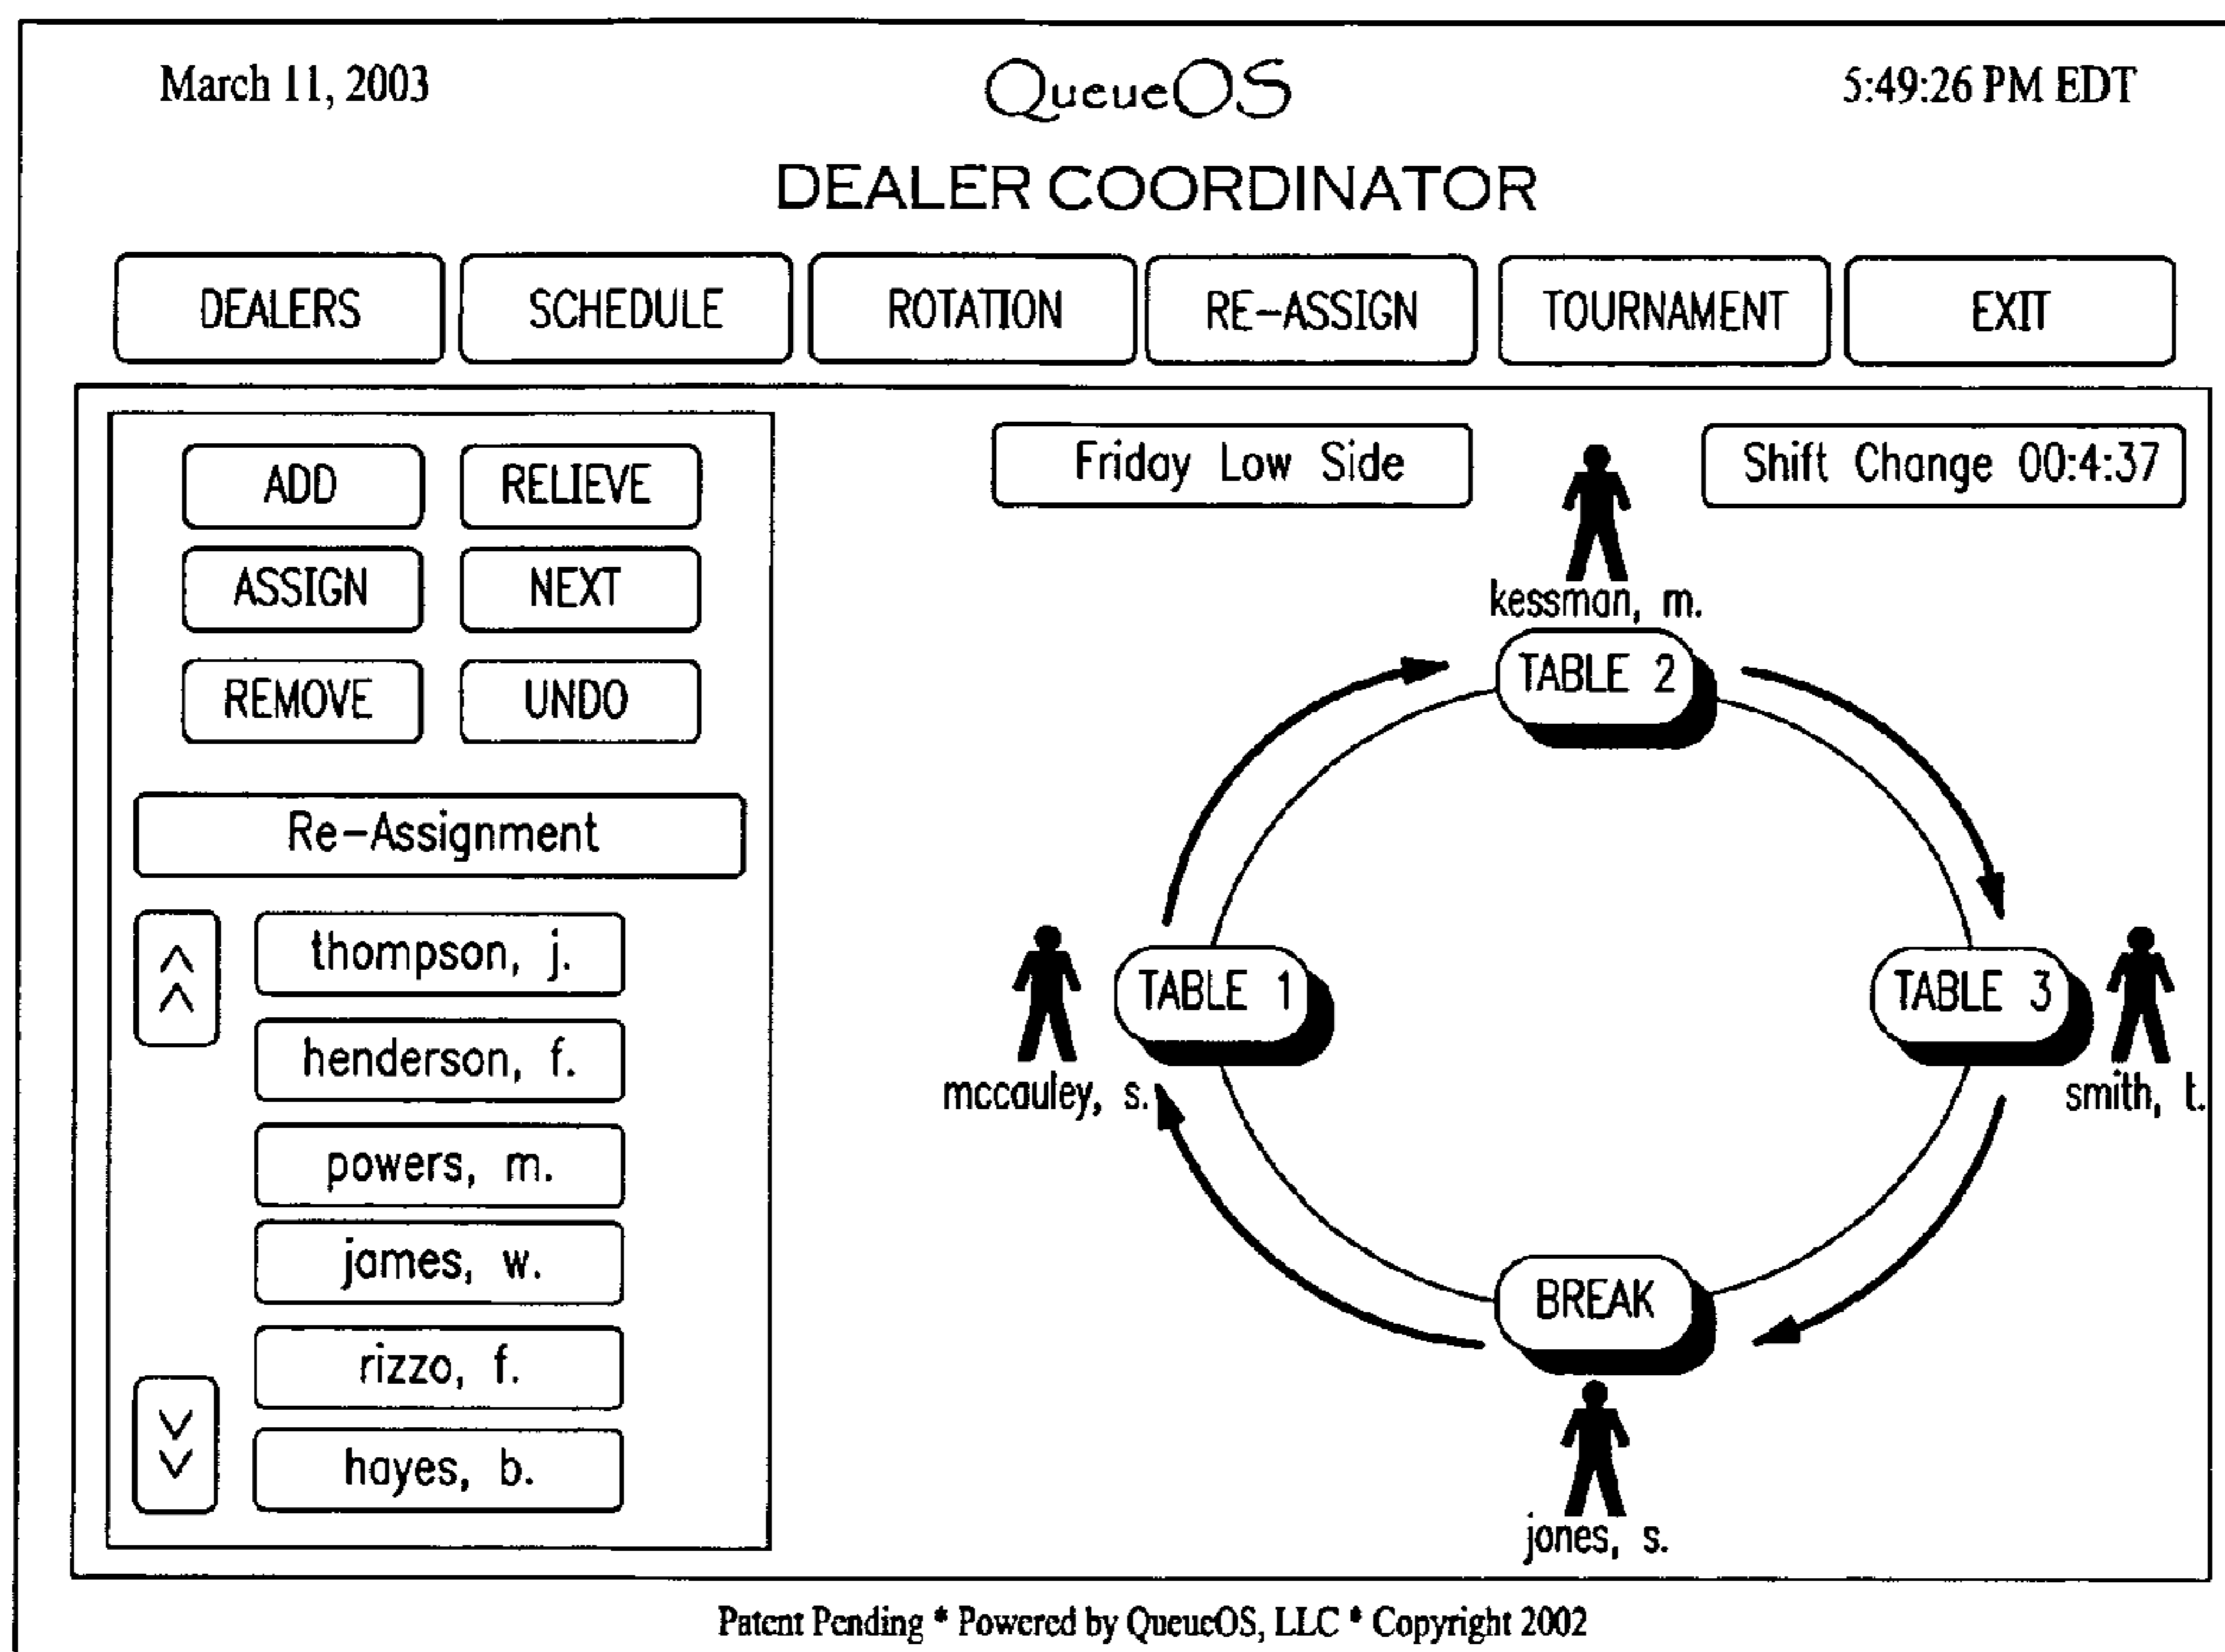 March 11, 2003
QueueOS
5:49:26 PM EDT
DEALER COORDINATOR
DEALERS
SCHEDULE
ROTATION
RE-ASSIGN
TOURNAMENT
EXIT
ADD
RELIEVE
ASSIGN
NEXT
REMOVE
UNDO
Re-Assignment
thompson, j.
henderson, f.
powers, m.
james, w.
rizzo, f.
hayes, b.
Friday Low Side
Shift Change 00:4:37
kessman, m.
TABLE 2
TABLE 1
TABLE 3
mccauley, s.
smith, t.
BREAK
jones, s.
Patent Pending * Powered by QueueOS, LLC * Copyright 2002